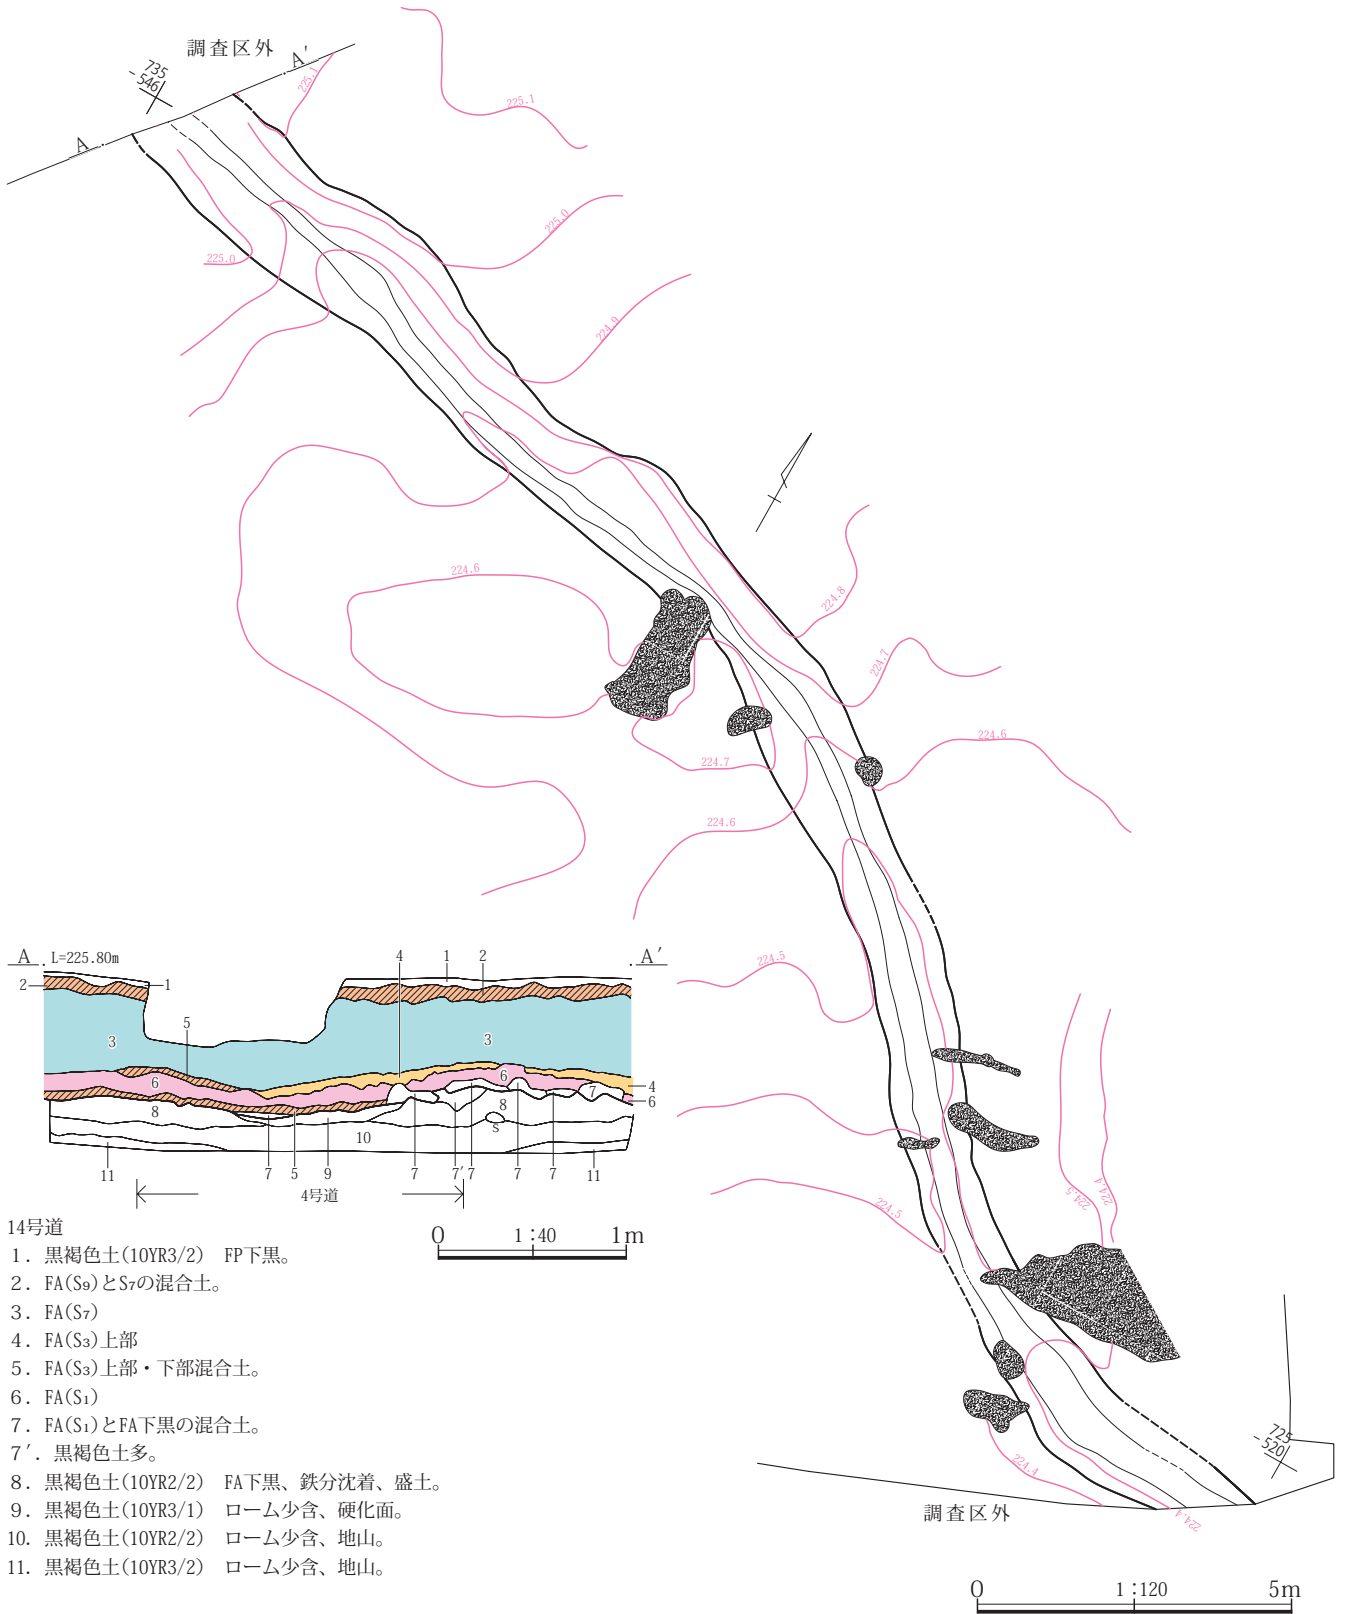 調査区外
A'
735
-546
A
225.1
225.1
225.0
225.0
224.9
224.6
224.8
224.7
224.6
224.7
224.6
A L=225.80m
4 1 2
A′
2 1
5
3 3
6 6
7 4
6
8 8
S
10
11 7 5 9 7 7′ 7 7 7 11
4号道
224.5
224.5
224.5
224.4
14号道
0 1:40 1m
1. 黒褐色土(10YR3/2) FP下黒。
2. FA(S₉)とS₇の混合土。
3. FA(S₇)
4. FA(S₃)上部
5. FA(S₃)上部・下部混合土。
6. FA(S₁)
7. FA(S₁)とFA下黒の混合土。
7′. 黒褐色土多。
8. 黒褐色土(10YR2/2) FA下黒、鉄分沈着、盛土。
9. 黒褐色土(10YR3/1) ローム少含、硬化面。
10. 黒褐色土(10YR2/2) ローム少含、地山。
11. 黒褐色土(10YR3/2) ローム少含、地山。
725
-520
224.4
調査区外
224.4
0 1:120 5m